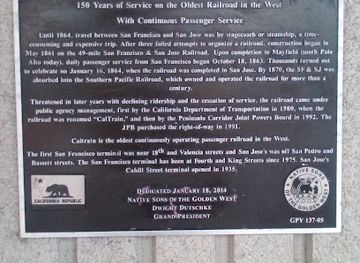 150 Years of Service on the Oldest Railroad in the West
With Continuous Passenger Service
Until 1864, travel between San Francisco and San Jose was by stagecoach or steamship, a time-
consuming and expensive trip. After three failed attempts to organize a railroad, construction began in
May 1861 on the 49-mile San Francisco & San Jose Railroad. Upon completion to Mayfield (south Palo
Alto today), daily passenger service from San Francisco began October 18, 1863. Thousands turned out
to celebrate on January 16, 1864, when the railroad was completed to San Jose. By 1870, the SF & SJ was
absorbed into the Southern Pacific Railroad, which owned and operated the railroad for more than a
century.
Threatened in later years with declining ridership and the cessation of service, the railroad came under
public agency management, first by the California Department of Transportation in 1980, when the
railroad was renamed "CalTrain," and then by the Peninsula Corridor Joint Powers Board in 1992. The
JPB purchased the right-of-way in 1991.
Caltrain is the oldest continuously operating passenger railroad in the West.
The first San Francisco terminal was near 18th and Valencia streets and San Jose's was off San Pedro and
Bassett streets. The San Francisco terminal has been at Fourth and King Streets since 1975. San Jose's
Cahill Street terminal opened in 1935.
Dedicated January 18, 2014
Native Sons of the Golden West
Dwight Dutschke
Grand President
CALIFORNIA REPUBLIC
NATIVE SONS
OF THE GOLDEN
GPY 137-05